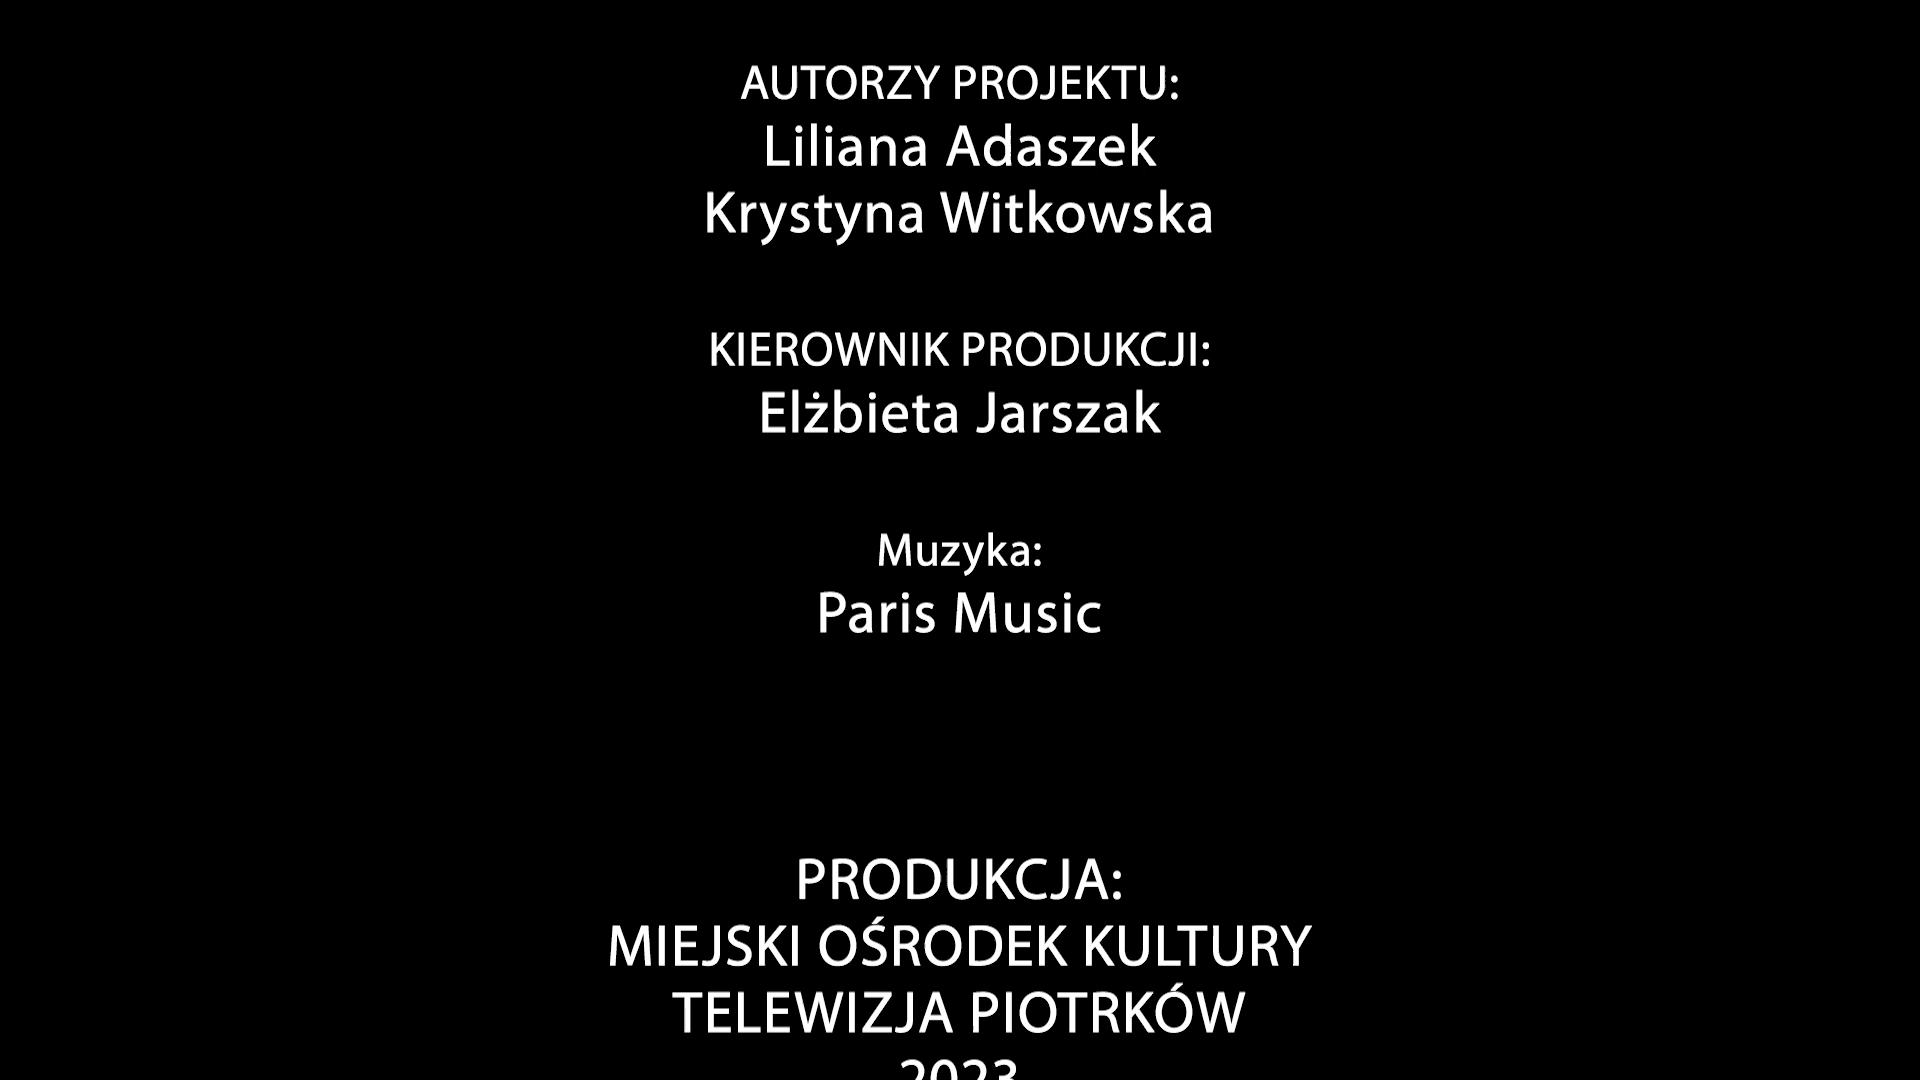 AUTORZY PROJEKTU:
Liliana Adaszek
Krystyna Witkowska
KIEROWNIK PRODUKCJI:
Elżbieta Jarszak
Muzyka:
Paris Music
PRODUKCJA:
MIEJSKI OŚRODEK KULTURY
TELEWIZJA PIOTRKÓW
2023